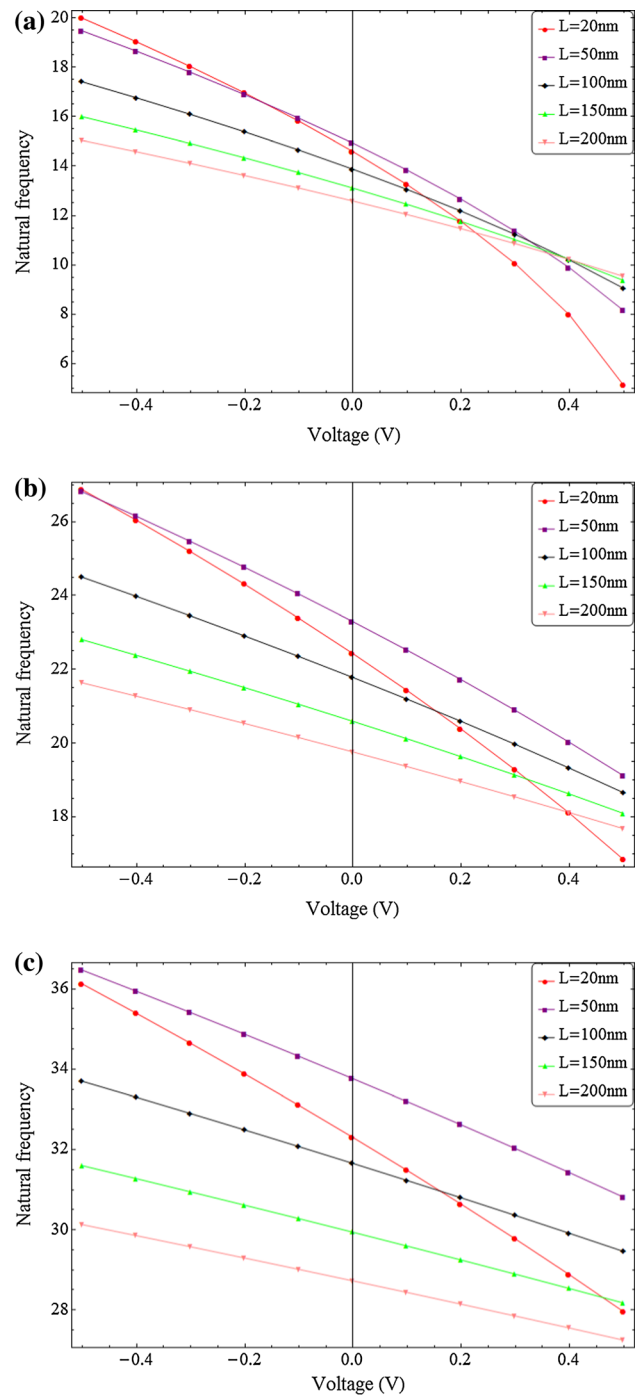 (a)
L=20nm
L=50nm
L=100nm
L=150nm
L=200nm
Natural frequency
20
18
16
14
12
10
8
6
−0.4
−0.2
0.0
0.2
0.4
Voltage (V)
(b)
L=20nm
L=50nm
L=100nm
L=150nm
L=200nm
Natural frequency
26
24
22
20
18
−0.4
−0.2
0.0
0.2
0.4
Voltage (V)
(c)
L=20nm
L=50nm
L=100nm
L=150nm
L=200nm
Natural frequency
36
34
32
30
28
−0.4
−0.2
0.0
0.2
0.4
Voltage (V)